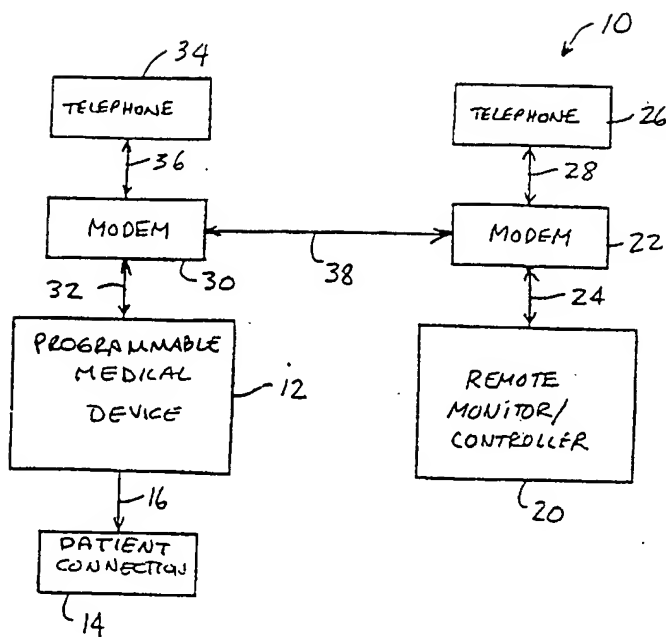 10
34
TELEPHONE
TELEPHONE
26
36
28
MODEM
MODEM
22
30
38
32
24
PROGRAMMABLE
MEDICAL
DEVICE
12
REMOTE
MONITOR/
CONTROLLER
16
20
PATIENT
CONNECTION
14